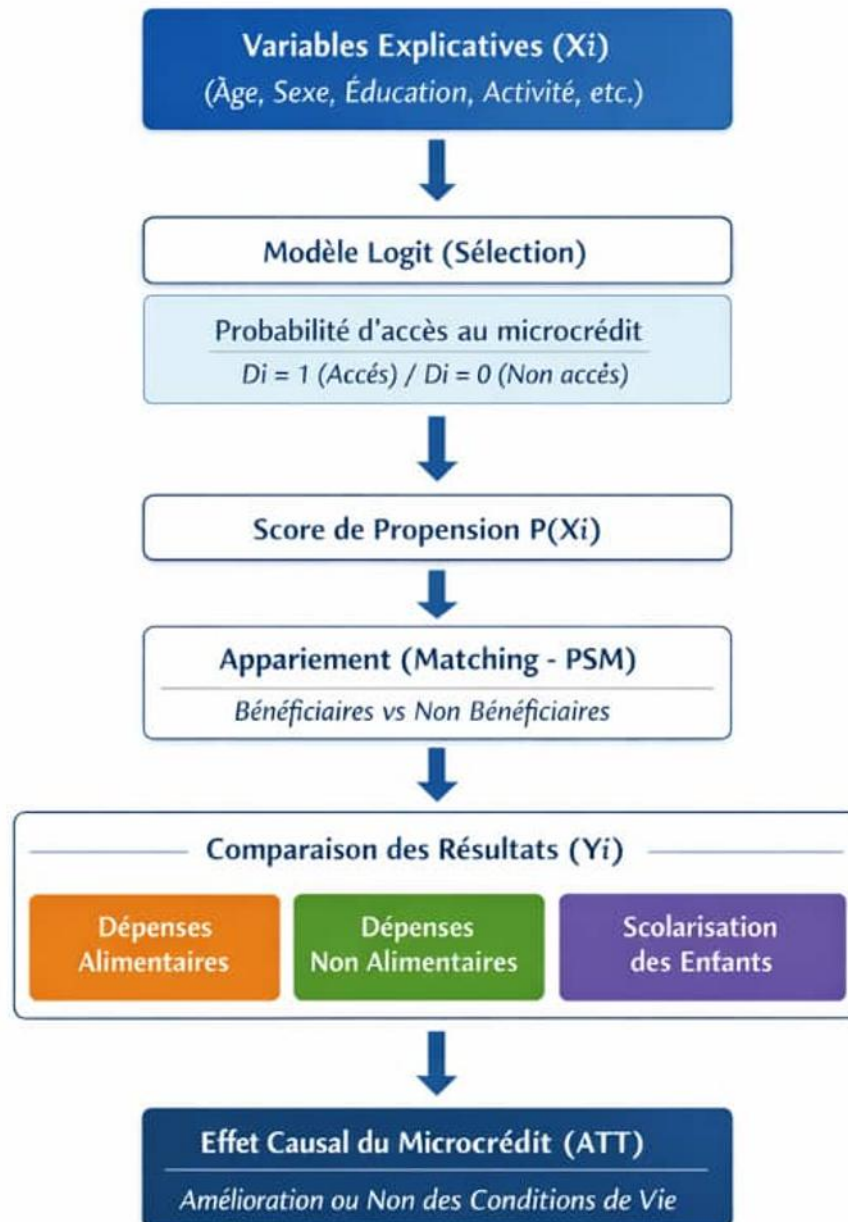 Variables Explicatives (Xi)
(Àge, Sexe, Éducation, Activité, etc.)
Modèle Logit (Sélection)
Probabilité d'accès au microcrédit
Di = 1 (Accés) / Di = 0 (Non accès)
Score de Propension P(Xi)
Appariement (Matching - PSM)
Bénéficiaires vs Non Bénéficiaires
Comparaison des Résultats (Yi)
Dépenses
Alimentaires
Dépenses
Non Alimentaires
Scolarisation
des Enfants
Effet Causal du Microcrédit (ATT)
Amélioration ou Non des Conditions de Vie